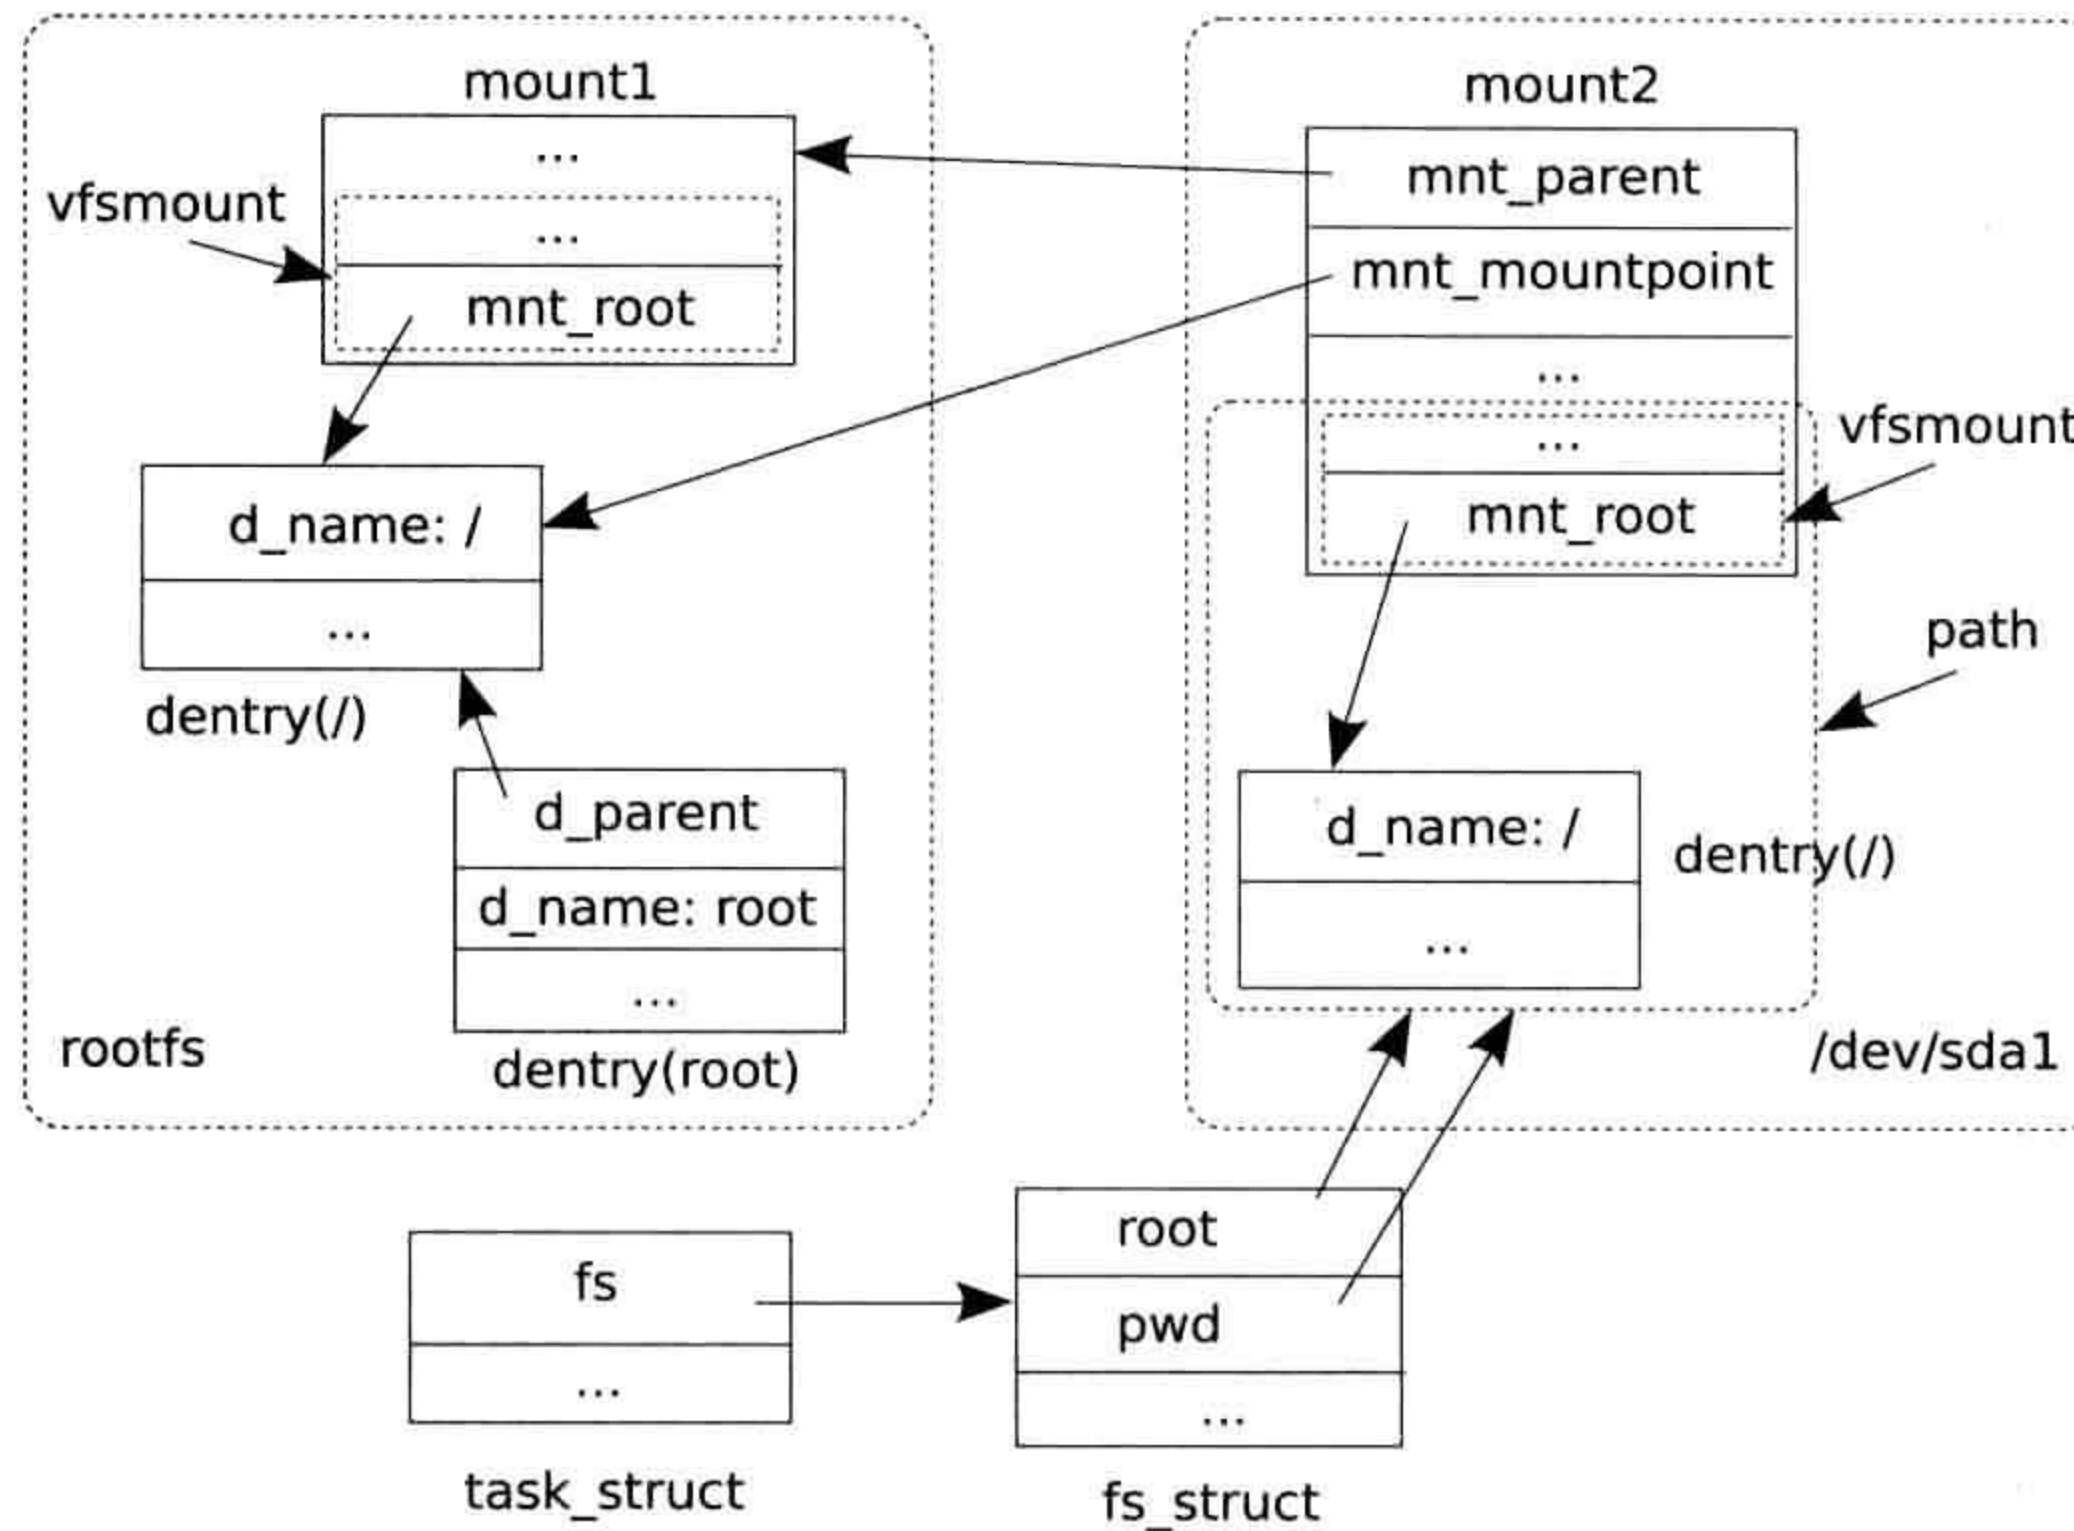 mount1
...
vfsmount
...
mnt_root
d_name: /
...
dentry(/)
d_parent
d_name: root
...
dentry(root)
rootfs
mount2
mnt_parent
mnt_mountpoint
...
...
vfsmount
mnt_root
path
d_name: /
dentry(/)
...
/dev/sda1
fs
...
task_struct
root
pwd
...
fs_struct